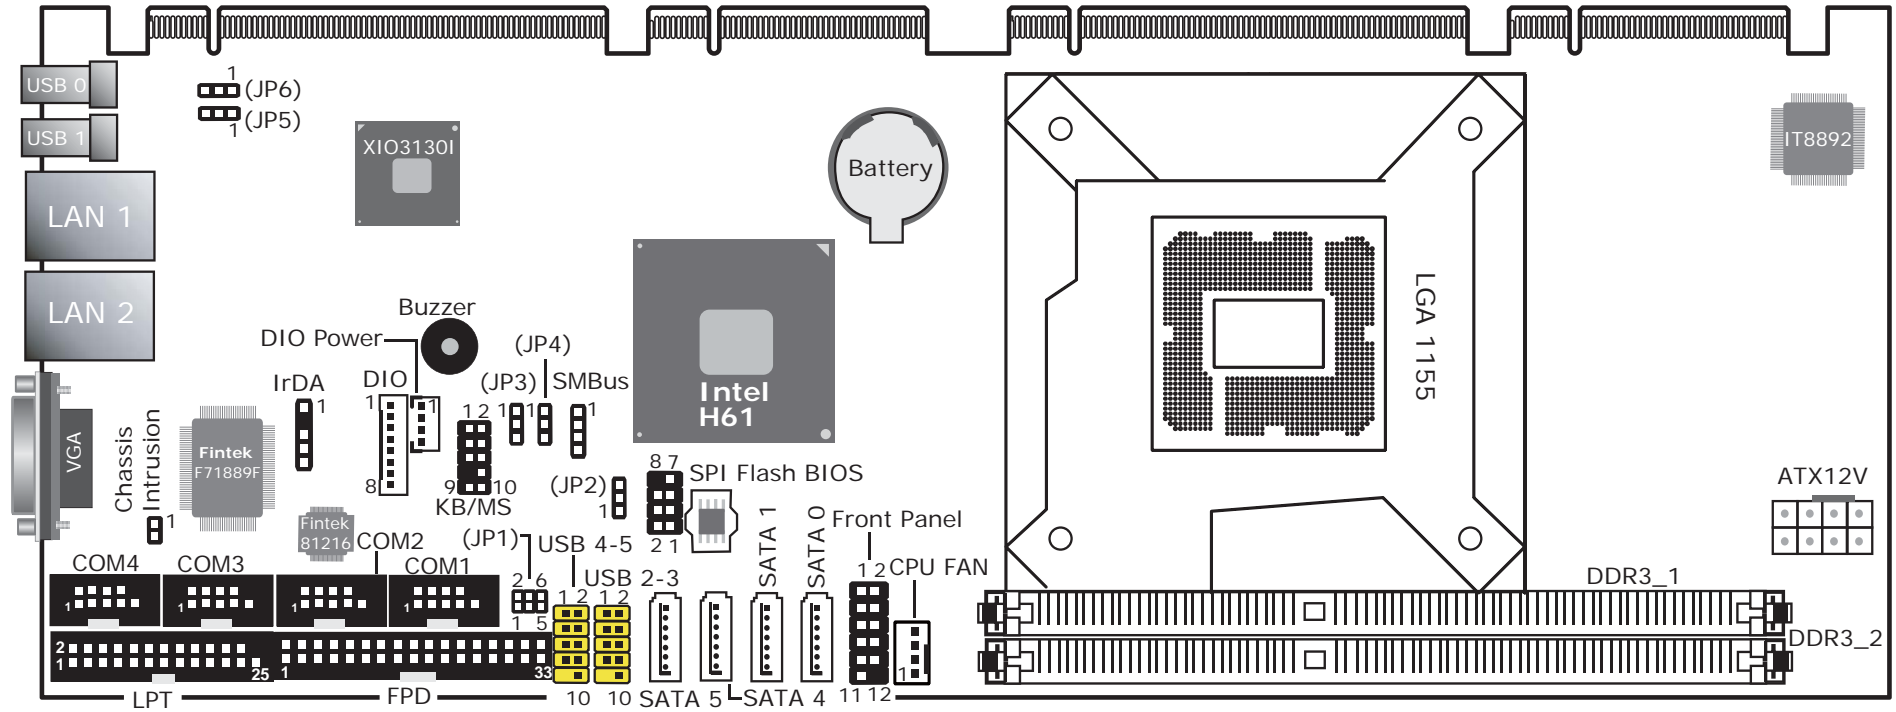 USB 0
1
(JP6)
(JP5)
1
USB 1
XIO3130I
Battery
IT8892
LAN 1
LAN 2
Intel
H61
LGA 1155
Buzzer
DIO Power
(JP4)
IrDA
1
DIO
1
8
1
(JP3)
1
1
SMBus
1
1 2
9
10
KB/MS
VGA
Chassis
Intrusion
1
Fintek
F71889F
Fintek
81216
(JP2)
1
8 7
2 1
SPI Flash BIOS
ATX12V
COM4
1
COM3
1
COM2
1
COM1
1
(JP1)
2 6
1 5
USB 4-5
1 2
10
USB 2-3
1 2
10
SATA 1
SATA 0
Front Panel
1 2
11 12
CPU FAN
1
DDR3_1
DDR3_2
2
1
25
LPT
1
33
FPD
SATA 5
SATA 4